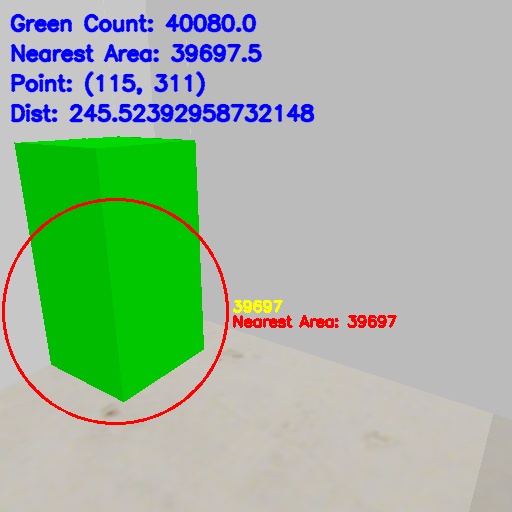 Green Count: 40080.0
Nearest Area: 39697.5
Point: (115, 311)
Dist: 245.52392958732148
39697
Nearest Area: 39697